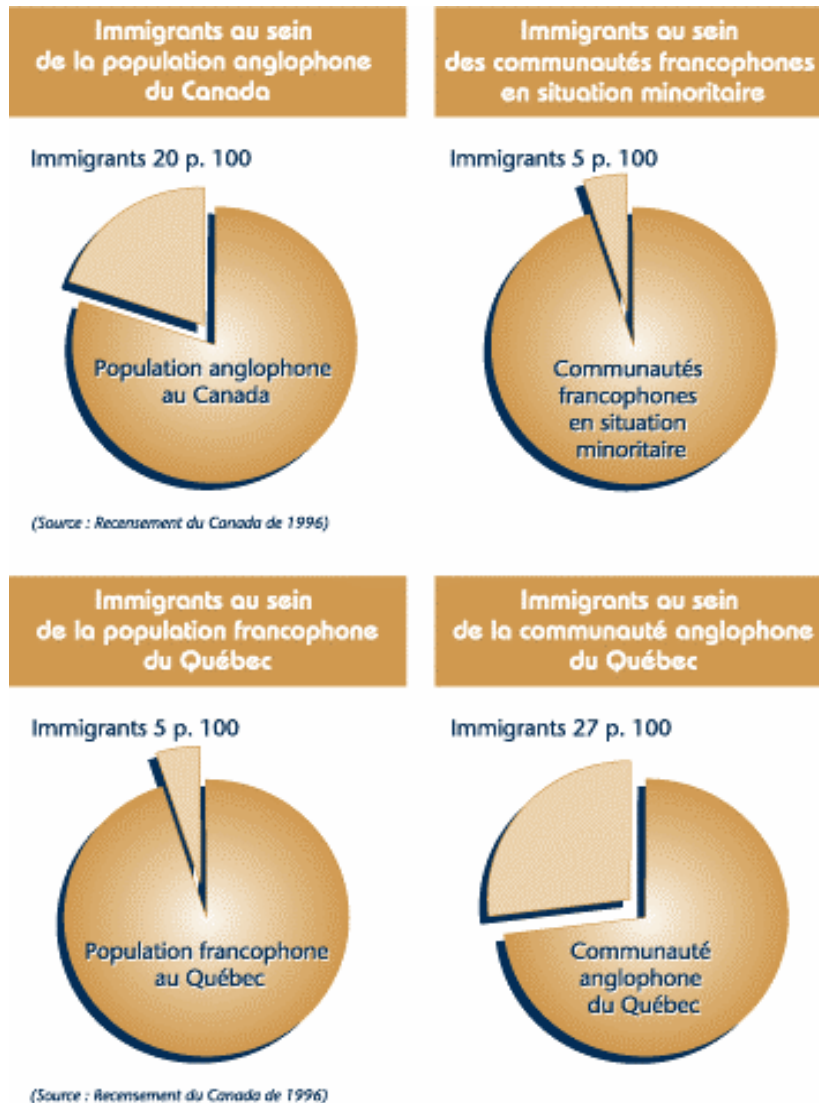 Immigrants au sein
de la population anglophone
du Canada
Immigrants 20 p. 100
Population anglophone
au Canada
(Source : Recensement du Canada de 1996)
Immigrants au sein
des communautés francophones
en situation minoritaire
Immigrants 5 p. 100
Communautés
francophones
en situation
minoritaire
Immigrants au sein
de la population francophone
du Québec
Immigrants 5 p. 100
Population francophone
au Québec
(Source : Recensement du Canada de 1996)
Immigrants au sein
de la communauté anglophone
du Québec
Immigrants 27 p. 100
Communauté
anglophone
du Québec